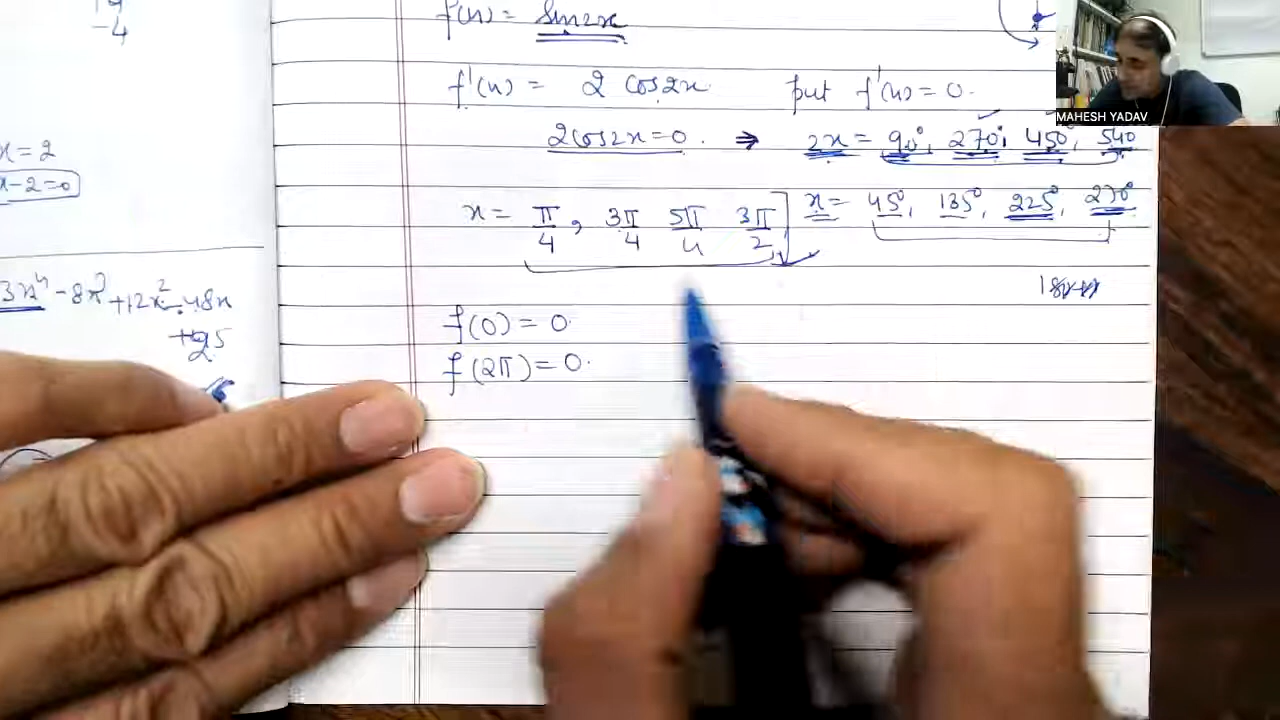 -4
x = 2
x-2=0
3x⁴ - 8x³ + 12x² - 48x
+25
f(x) = Sin2x
f'(x) = 2 Cos2x. put f'(x) = 0.
2cos2x = 0. ⇒ 2x = 90°, 270°, 450°, 540
x = π/4, 3π/4 5π/4 3π/2 x = 45°, 135°, 225°, 270°
f(0) = 0.
f(2π) = 0.
MAHESH YADAV